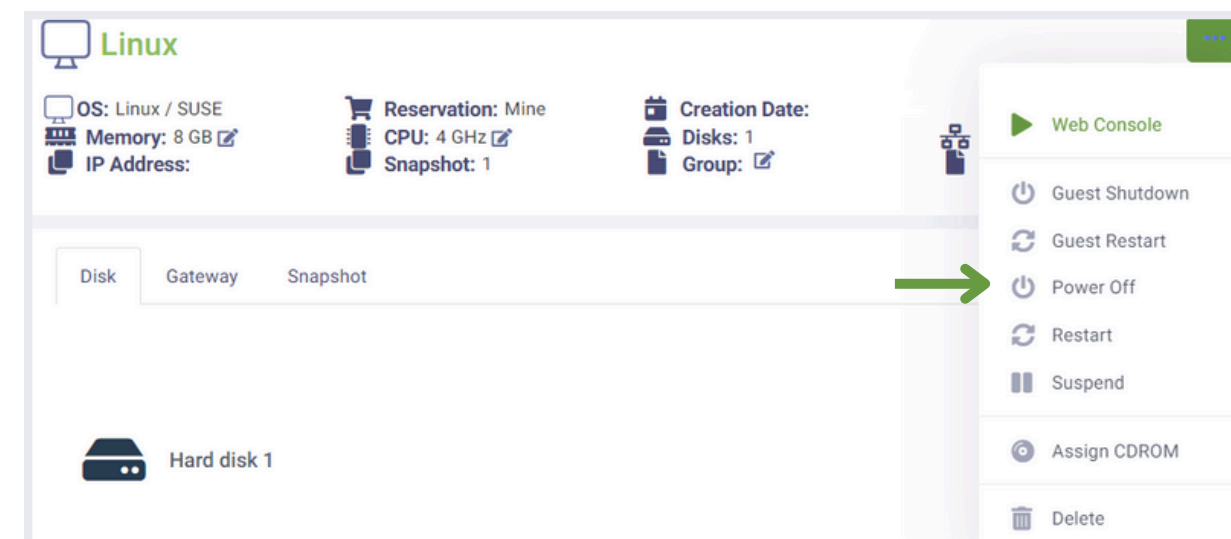 Linux
OS: Linux / SUSE
Reservation: Mine
Creation Date:
Memory: 8 GB
CPU: 4 GHz
Disks: 1
IP Address:
Snapshot: 1
Group:
Disk
Gateway
Snapshot
Hard disk 1
Web Console
Guest Shutdown
Guest Restart
Power Off
Restart
Suspend
Assign CDROM
Delete